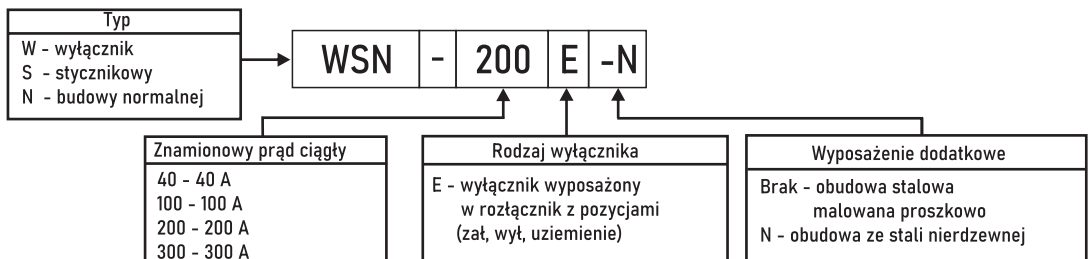 Typ
W - wyłącznik
S - stycznikowy
N - budowy normalnej
WSN - 200 E -N
Znamionowy prąd ciągły
40 - 40 A
100 - 100 A
200 - 200 A
300 - 300 A
Rodzaj wyłącznika
E - wyłącznik wyposażony
w rozłącznik z pozycjami
(zał, wył, uziemienie)
Wyposażenie dodatkowe
Brak - obudowa stalowa
malowana proszkowo
N - obudowa ze stali nierdzewnej